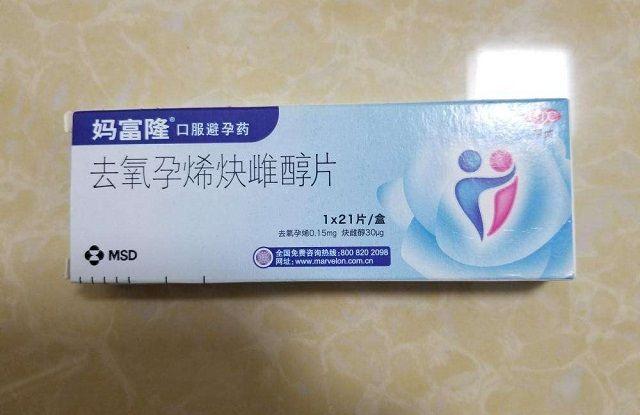 妈富隆® 口服避孕药
去氧孕烯炔雌醇片
1x21片/盒
去氧孕烯0.15mg 炔雌醇30μg
MSD
全国免费咨询热线:800 820 2098
网址:www.marvelon.com.cn